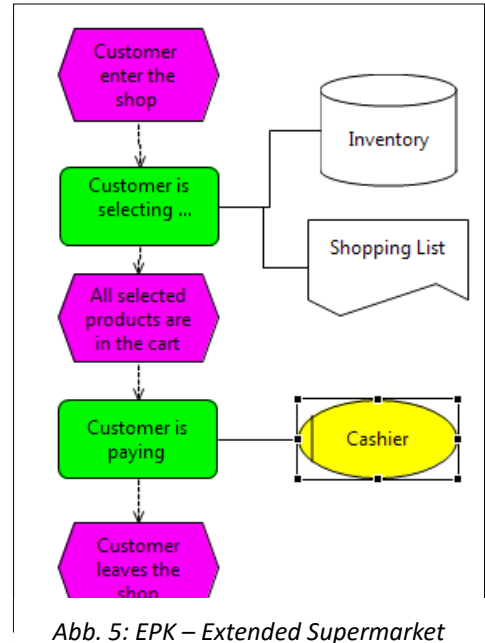 Customer
enter the
shop
Inventory
Customer is
selecting ...
Shopping List
All selected
products are
in the cart
Customer is
paying
Cashier
Customer
leaves the
shop
Abb. 5: EPK – Extended Supermarket